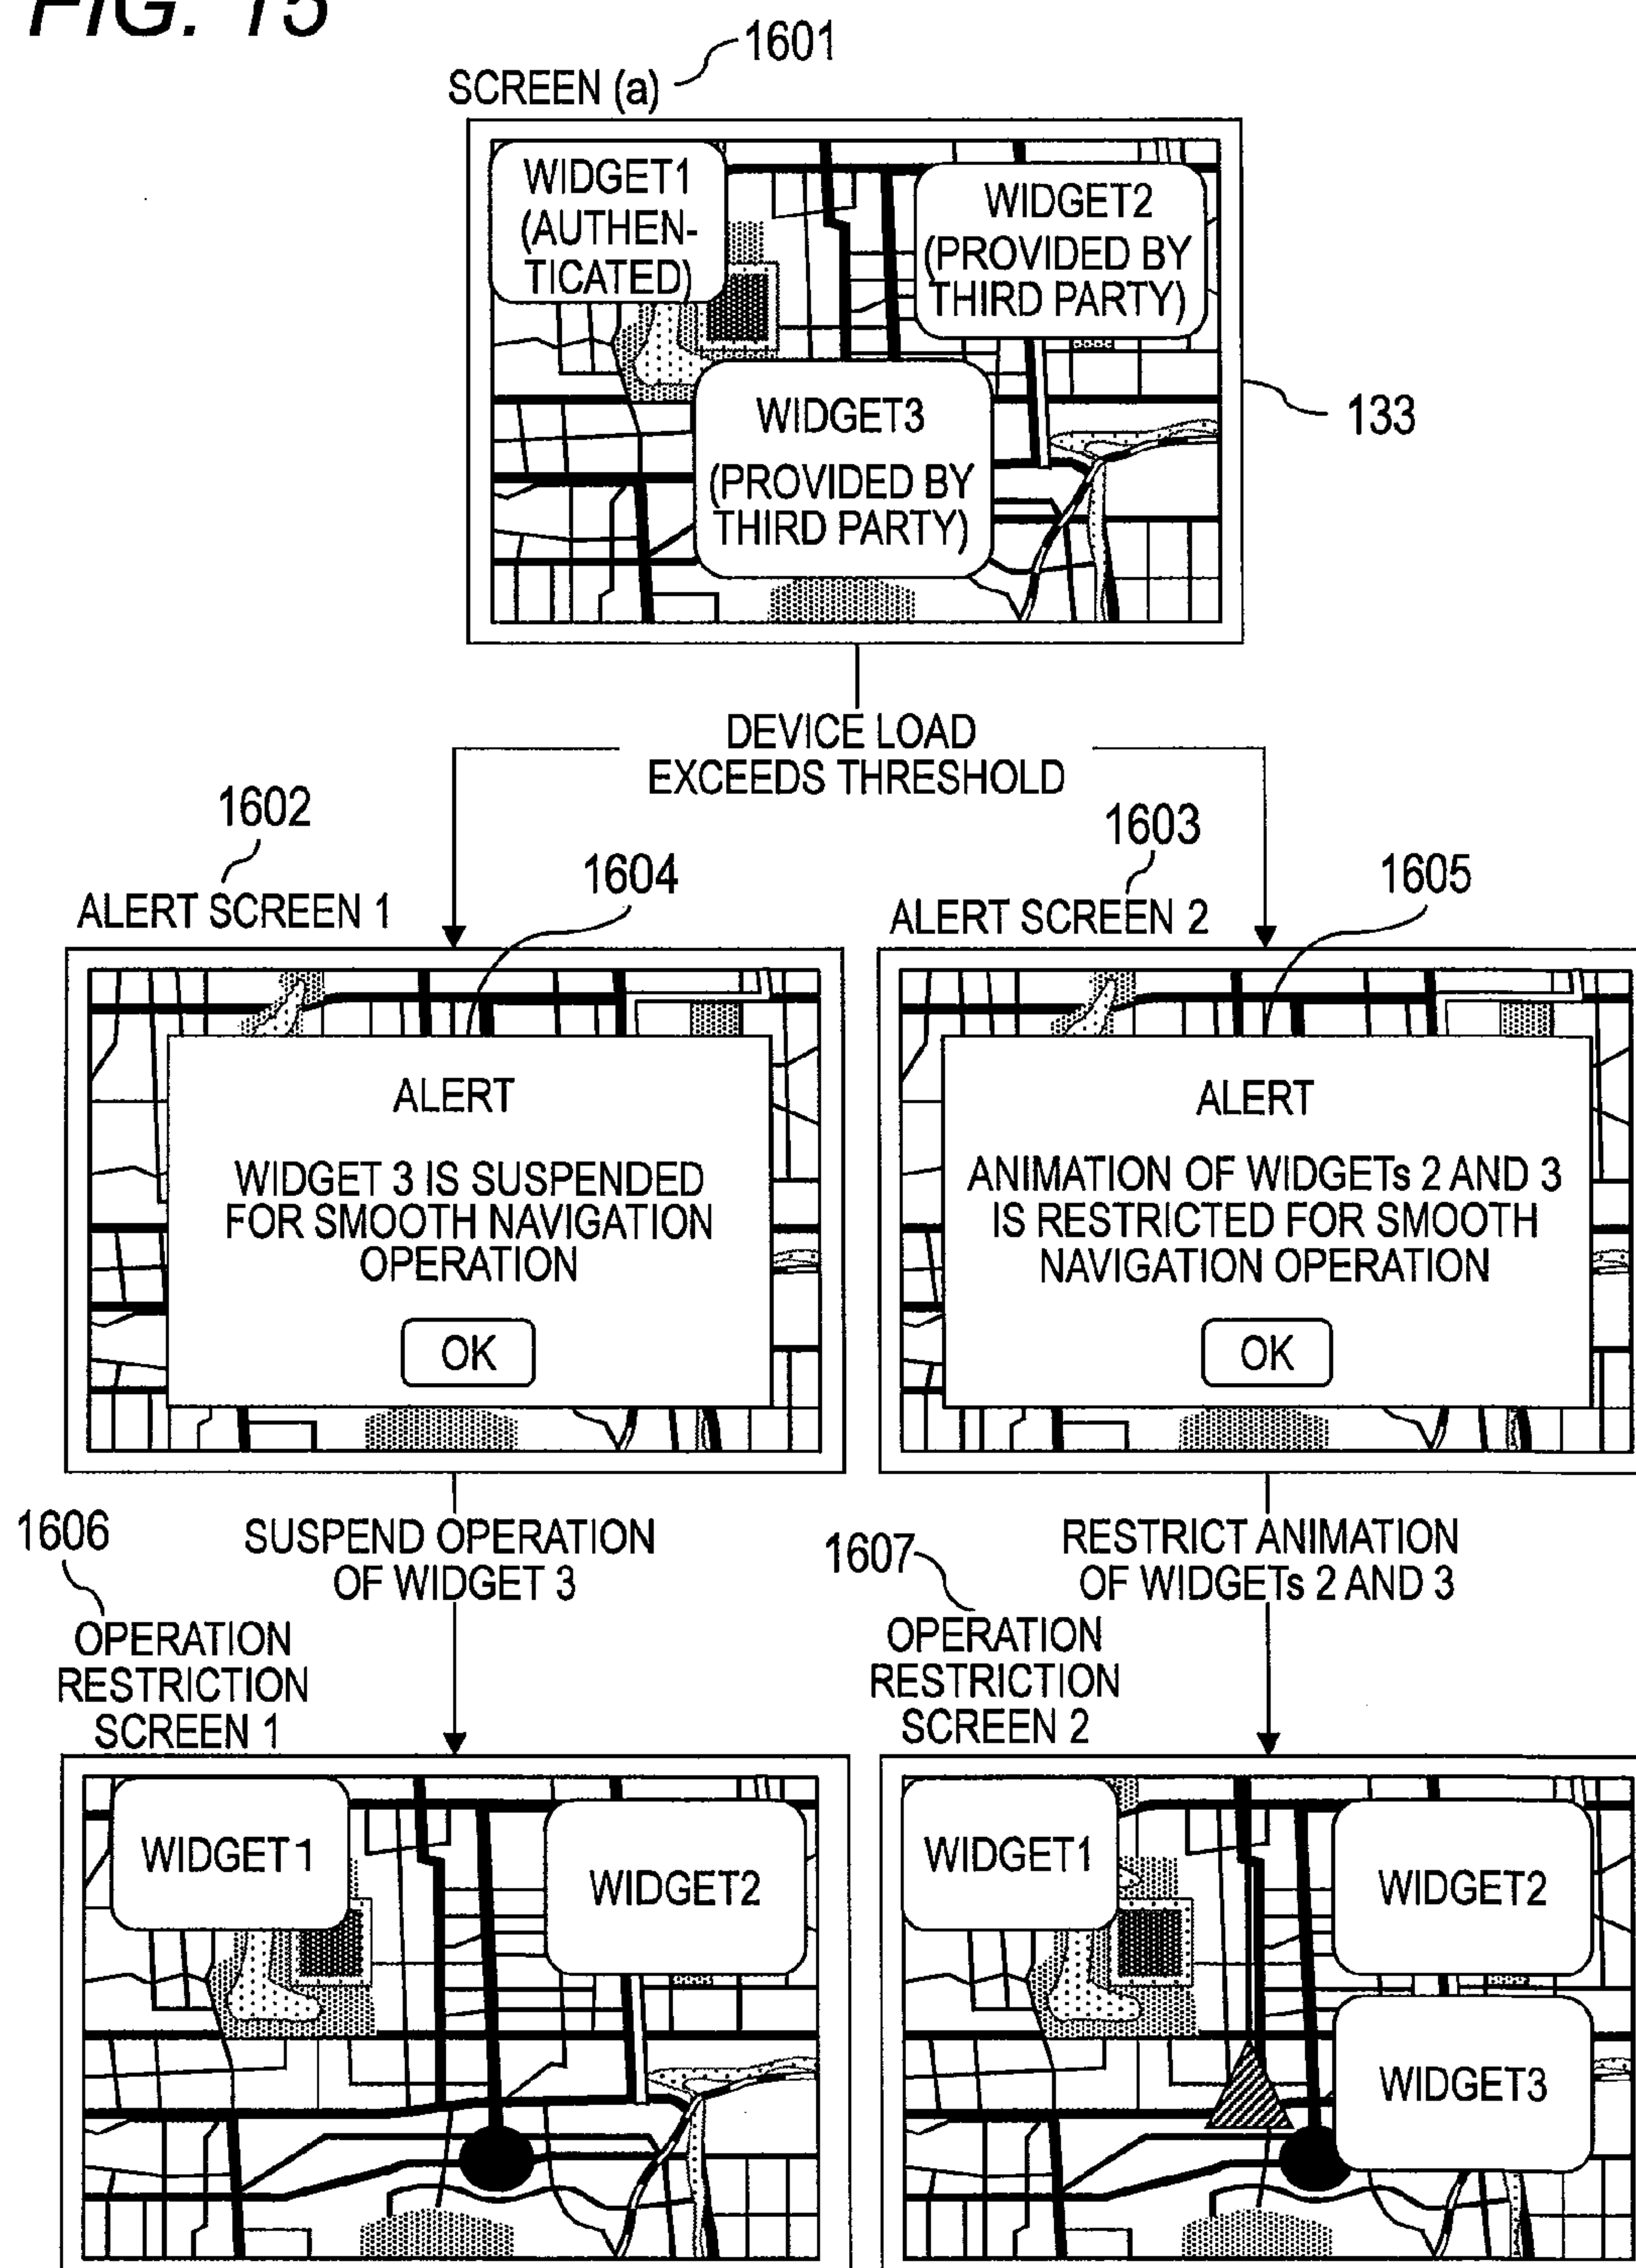 FIG. 15
1601
SCREEN (a)
WIDGET1
(AUTHEN-
TICATED)
WIDGET2
(PROVIDED BY
THIRD PARTY)
WIDGET3
(PROVIDED BY
THIRD PARTY)
133
DEVICE LOAD
EXCEEDS THRESHOLD
1602
1604
ALERT SCREEN 1
1603
1605
ALERT SCREEN 2
ALERT
WIDGET 3 IS SUSPENDED
FOR SMOOTH NAVIGATION
OPERATION
OK
ALERT
ANIMATION OF WIDGETs 2 AND 3
IS RESTRICTED FOR SMOOTH
NAVIGATION OPERATION
OK
1606
SUSPEND OPERATION
OF WIDGET 3
OPERATION
RESTRICTION
SCREEN 1
1607
RESTRICT ANIMATION
OF WIDGETs 2 AND 3
OPERATION
RESTRICTION
SCREEN 2
WIDGET1
WIDGET2
WIDGET1
WIDGET2
WIDGET3